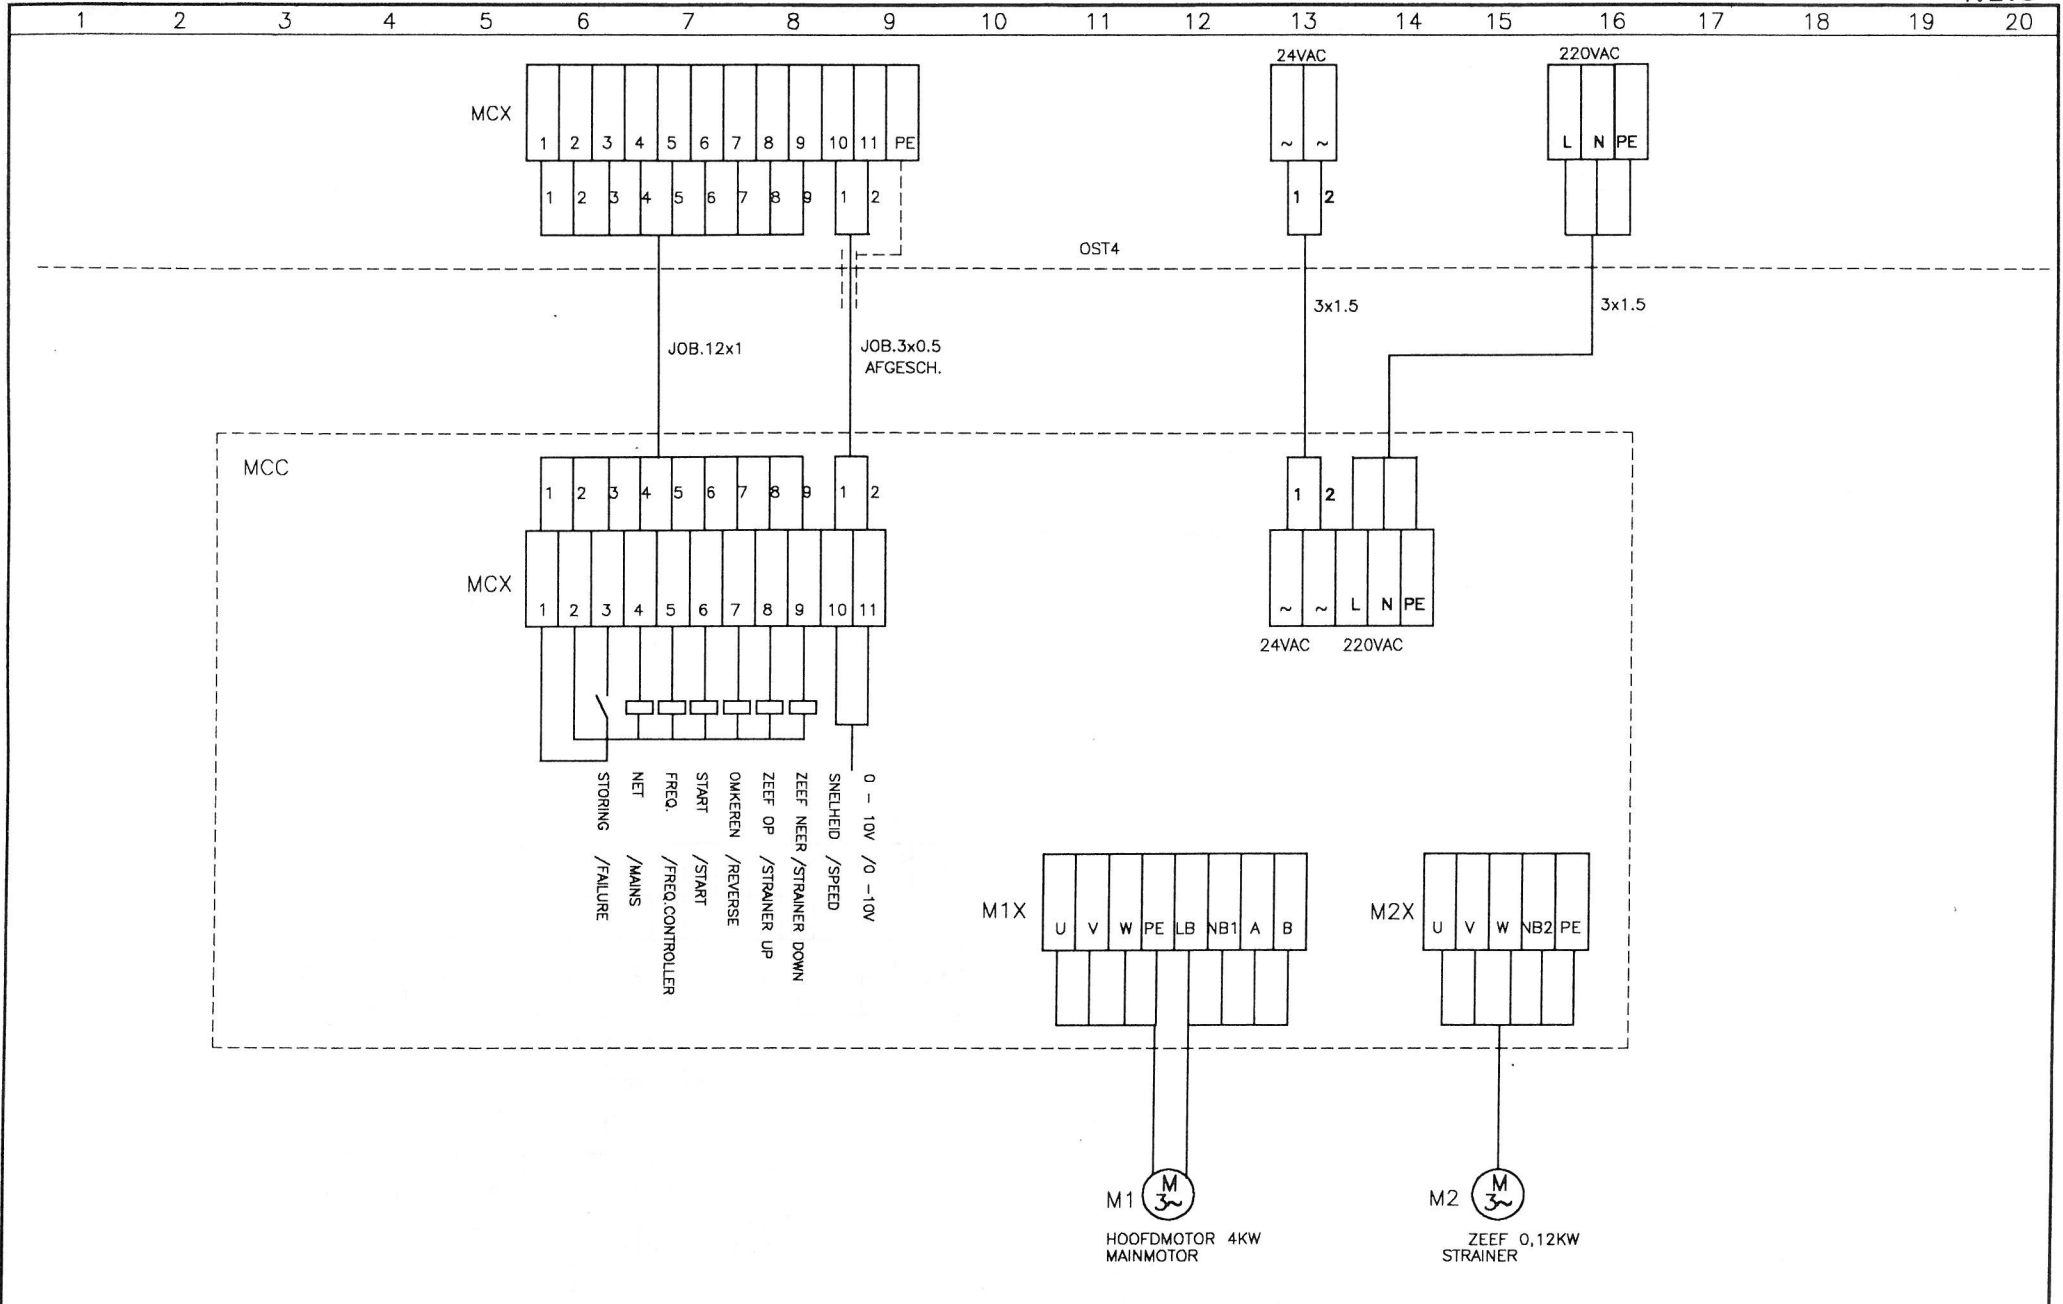 1 2 3 4 5 6 7 8 9 10 11 12 13 14 15 16 17 18 19 20
24VAC 220VAC
MCX
1 2 3 4 5 6 7 8 9 10 11 PE ~ ~ L N PE
1 2 3 4 5 6 7 8 9 1 2 1 2
OST4
3x1.5 3x1.5
JOB.12x1 JOB.3x0.5
AFGESCH.
MCC
1 2 3 4 5 6 7 8 9 1 2 1 2
MCX
1 2 3 4 5 6 7 8 9 10 11 ~ ~ L N PE
24VAC 220VAC
STORING /FAILURE
NET /MAINS
FREQ. /FREQ.CONTROLLER
START /START
OMKEREN /REVERSE
ZEEF OP /STRAINER UP
ZEEF NEER /STRAINER DOWN
SNELHEID /SPEED
0 - 10V /0 -10V
M1X
U V W PE LB NB1 A B
M2X
U V W NB2 PE
M1 M 3~
HOOFDMOTOR 4KW
MAINMOTOR
M2 M 3~
ZEEF 0,12KW
STRAINER